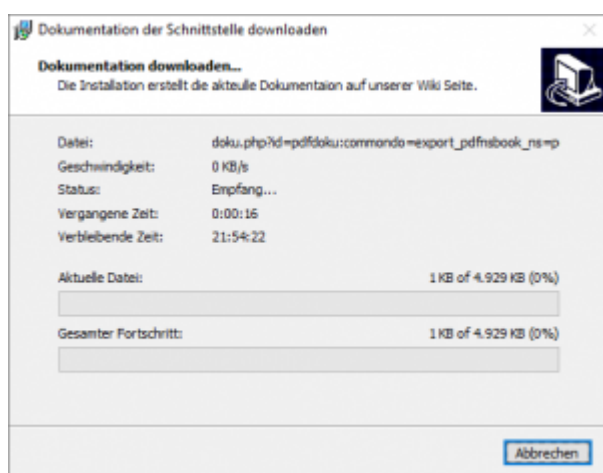 Dokumentation der Schnittstelle downloaden
Dokumentation downloaden...
Die Installation erstellt die akteulle Dokumentaion auf unserer Wiki Seite.
Datei: doku.php?id=pdfdoku:commondo=export_pdfnsbook_ns=p
Geschwindigkeit: 0 KB/s
Status: Empfang...
Vergangene Zeit: 0:00:16
Verbleibende Zeit: 21:54:22
Aktuelle Datei: 1 KB of 4.929 KB (0%)
Gesamter Fortschritt: 1 KB of 4.929 KB (0%)
Abbrechen